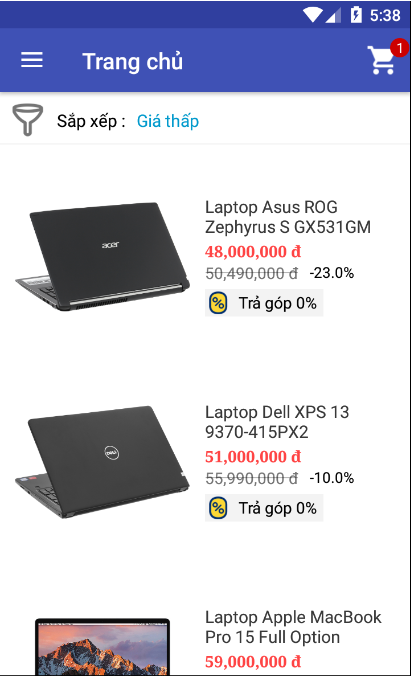 5:38
Trang chủ
1
Sắp xếp : Giá thấp
Laptop Asus ROG
Zephyrus S GX531GM
acer
48,000,000 đ
50,490,000 đ -23.0%
% Trả góp 0%
Laptop Dell XPS 13
9370-415PX2
DELL
51,000,000 đ
55,990,000 đ -10.0%
% Trả góp 0%
Laptop Apple MacBook
Pro 15 Full Option
59,000,000 đ